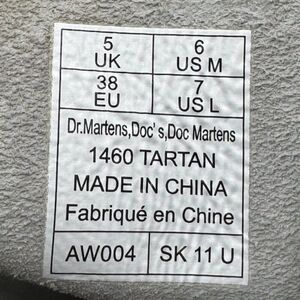 5
UK
6
US M
38
EU
7
US L
Dr.Martens,Doc's,Doc Martens
1460 TARTAN
MADE IN CHINA
Fabriqué en Chine
AW004
SK 11 U